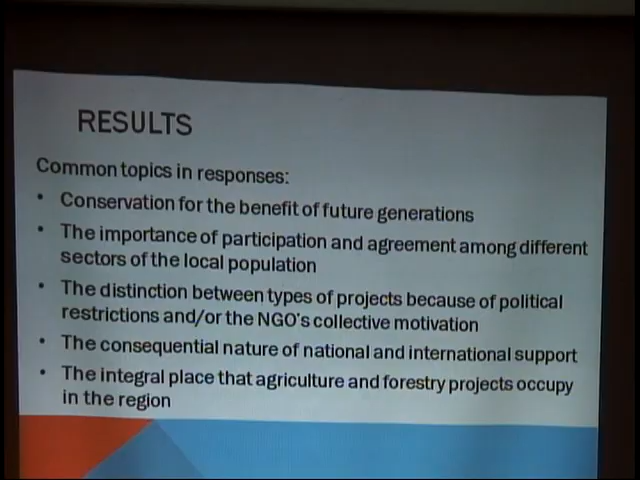 RESULTS
Common topics in responses:
• Conservation for the benefit of future generations
• The importance of participation and agreement among different
sectors of the local population
• The distinction between types of projects because of political
restrictions and/or the NGO's collective motivation
• The consequential nature of national and international support
• The integral place that agriculture and forestry projects occupy
in the region